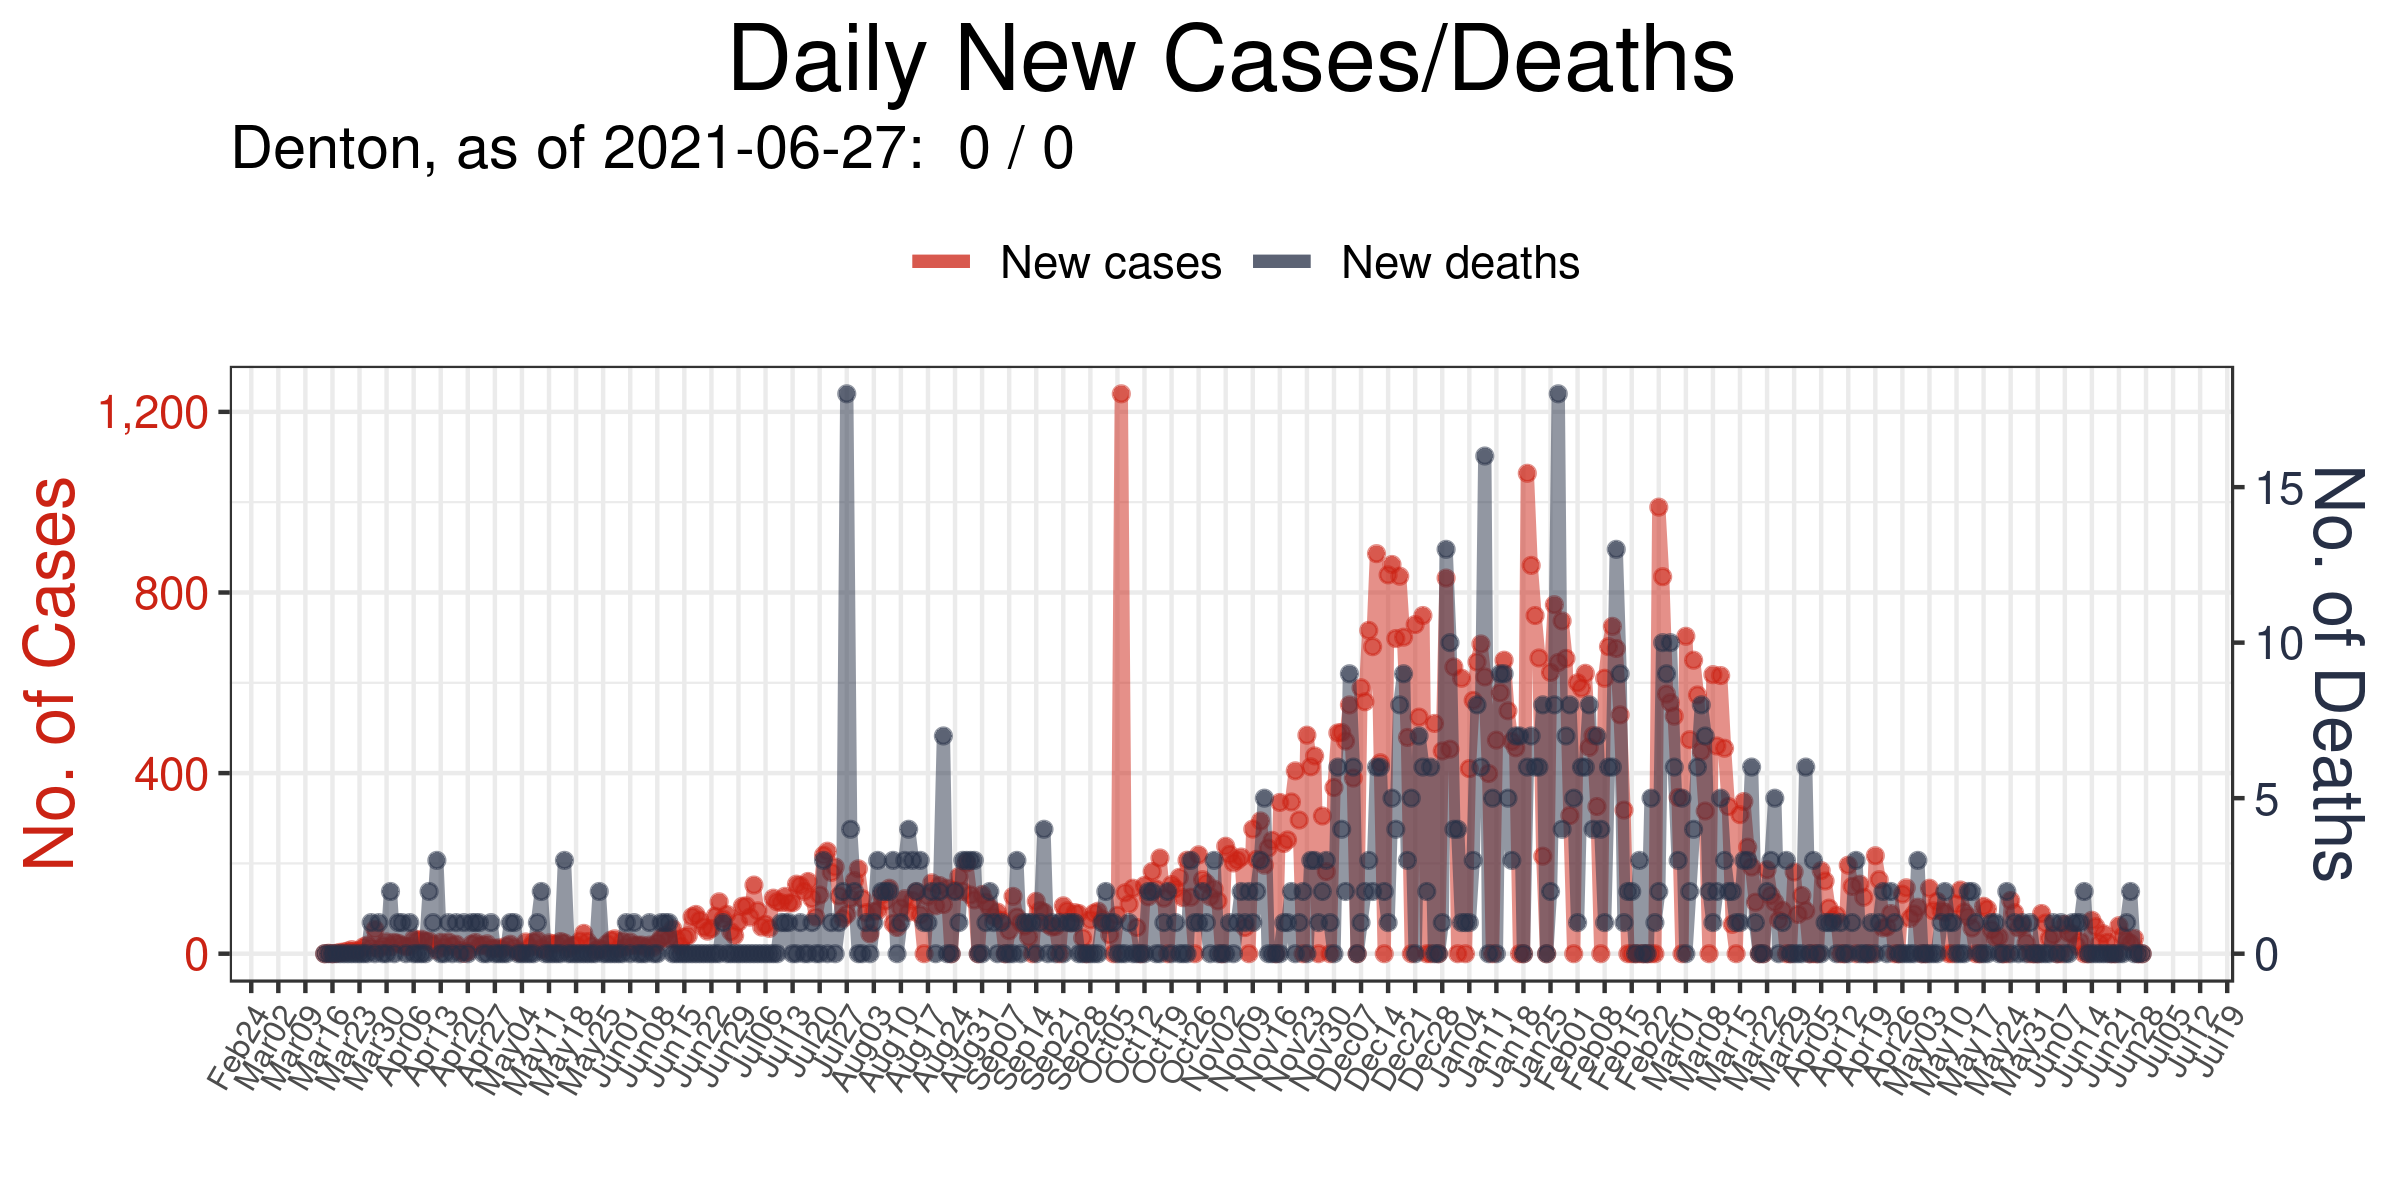 Daily New Cases/Deaths
Denton, as of 2021-06-27: 0 / 0
New cases
New deaths
No. of Cases
1,200
800
400
0
15
10
5
0
No. of Deaths
Feb24
Mar02
Mar09
Mar16
Mar23
Mar30
Apr06
Apr13
Apr20
Apr27
May04
May11
May18
May25
Jun01
Jun08
Jun15
Jun22
Jun29
Jul06
Jul13
Jul20
Jul27
Aug03
Aug10
Aug17
Aug24
Aug31
Sep07
Sep14
Sep21
Sep28
Oct05
Oct12
Oct19
Oct26
Nov02
Nov09
Nov16
Nov23
Nov30
Dec07
Dec14
Dec21
Dec28
Jan04
Jan11
Jan18
Jan25
Feb01
Feb08
Feb15
Feb22
Mar01
Mar08
Mar15
Mar22
Mar29
Apr05
Apr12
Apr19
Apr26
May03
May10
May17
May24
May31
Jun07
Jun14
Jun21
Jun28
Jul05
Jul12
Jul19